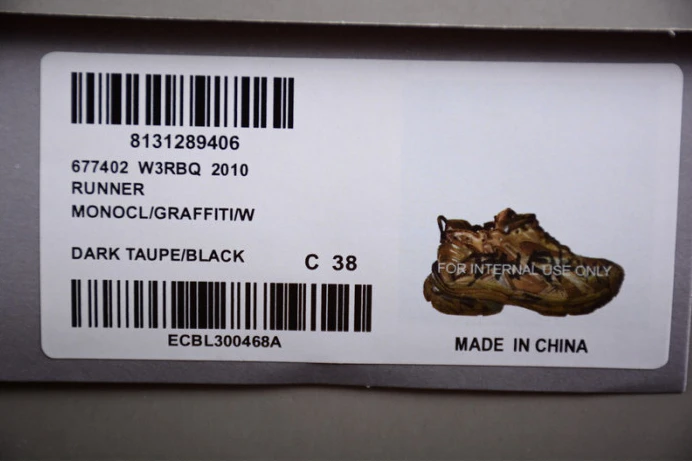 8131289406
677402 W3RBQ 2010
RUNNER
MONOCL/GRAFFITI/W
DARK TAUPE/BLACK C 38
ECBL300468A
FOR INTERNAL USE ONLY
MADE IN CHINA